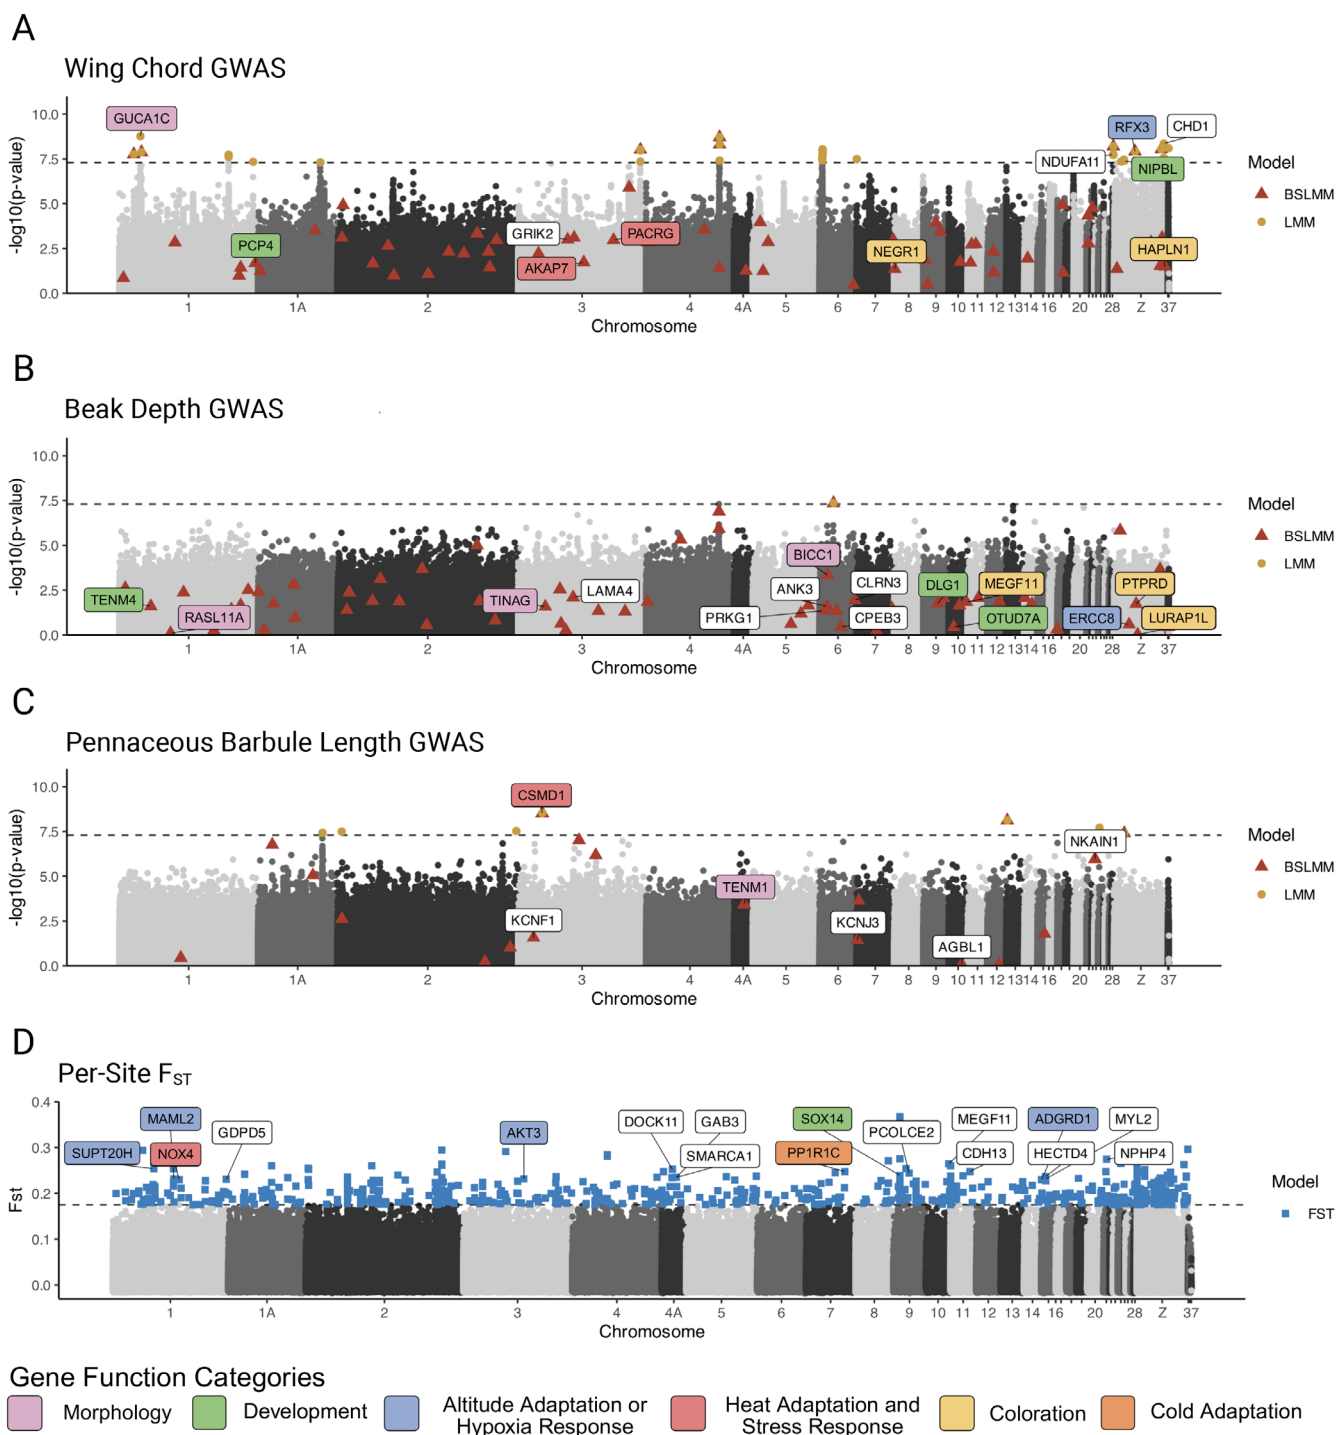 A
Wing Chord GWAS
10.0
7.5
5.0
2.5
0.0
-log10(p-value)
GUCA1C
PCP4
GRIK2
AKAP7
PACRG
NEGR1
NDUFA11
RFX3
CHD1
NIPBL
HAPLN1
Model
BSLMM
LMM
1 1A 2 3 4 4A 5 6 7 8 9 10 11 12 13 14 16 20 28 Z 37
Chromosome
B
Beak Depth GWAS
10.0
7.5
5.0
2.5
0.0
-log10(p-value)
TENM4
RASL11A
TINAG
LAMA4
BICC1
ANK3
PRKG1
CLRN3
CPEB3
DLG1
MEGF11
OTUD7A
ERCC8
PTPRD
LURAP1L
Model
BSLMM
LMM
1 1A 2 3 4 4A 5 6 7 8 9 10 11 12 13 14 16 20 28 Z 37
Chromosome
C
Pennaceous Barbule Length GWAS
10.0
7.5
5.0
2.5
0.0
-log10(p-value)
CSMD1
KCNF1
TENM1
KCNJ3
AGBL1
NKAIN1
Model
BSLMM
LMM
1 1A 2 3 4 4A 5 6 7 8 9 10 11 12 13 14 16 20 28 Z 37
Chromosome
D
Per-Site FST
0.4
0.3
0.2
0.1
0.0
Fst
SUPT20H
MAML2
NOX4
GDPD5
AKT3
DOCK11
GAB3
SMARCA1
SOX14
PP1R1C
PCOLCE2
MEGF11
CDH13
ADGRD1
HECTD4
MYL2
NPHP4
Model
FST
1 1A 2 3 4 4A 5 6 7 8 9 10 11 12 13 14 16 20 28 Z 37
Chromosome
Gene Function Categories
Morphology
Development
Altitude Adaptation or
Hypoxia Response
Heat Adaptation and
Stress Response
Coloration
Cold Adaptation